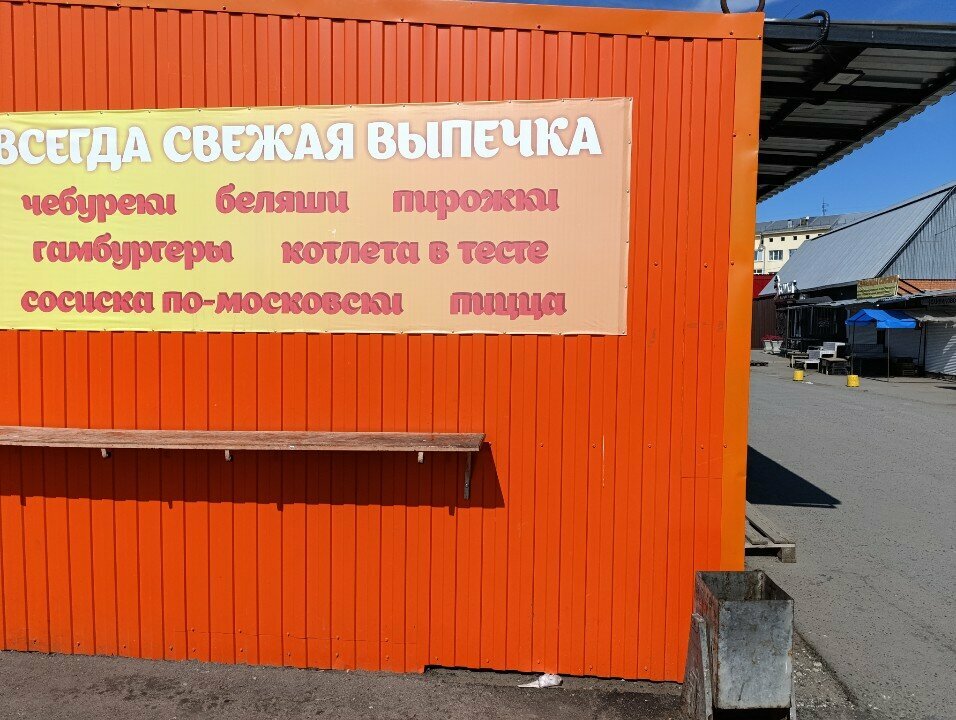 ВСЕГДА СВЕЖАЯ ВЫПЕЧКА
чебуреки беляши пирожки
гамбургеры котлета в тесте
сосиска по-московски пицца